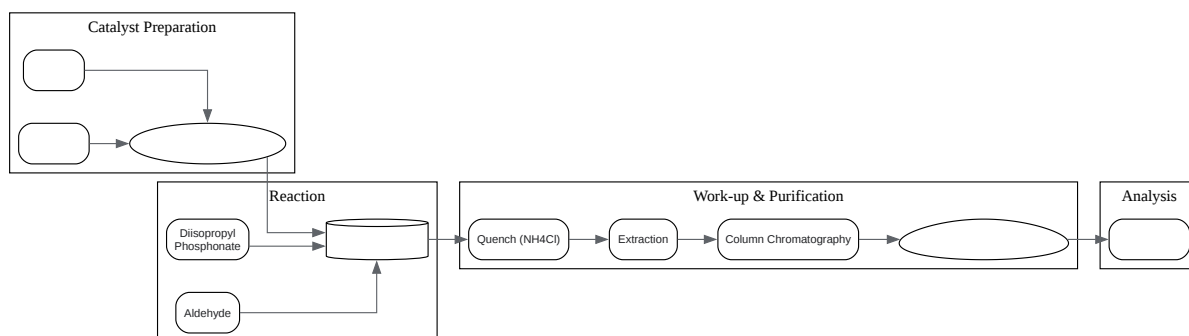 Catalyst Preparation
Reaction
Diisopropyl
Phosphonate
Aldehyde
Work-up & Purification
Quench (NH4Cl)
Extraction
Column Chromatography
Analysis